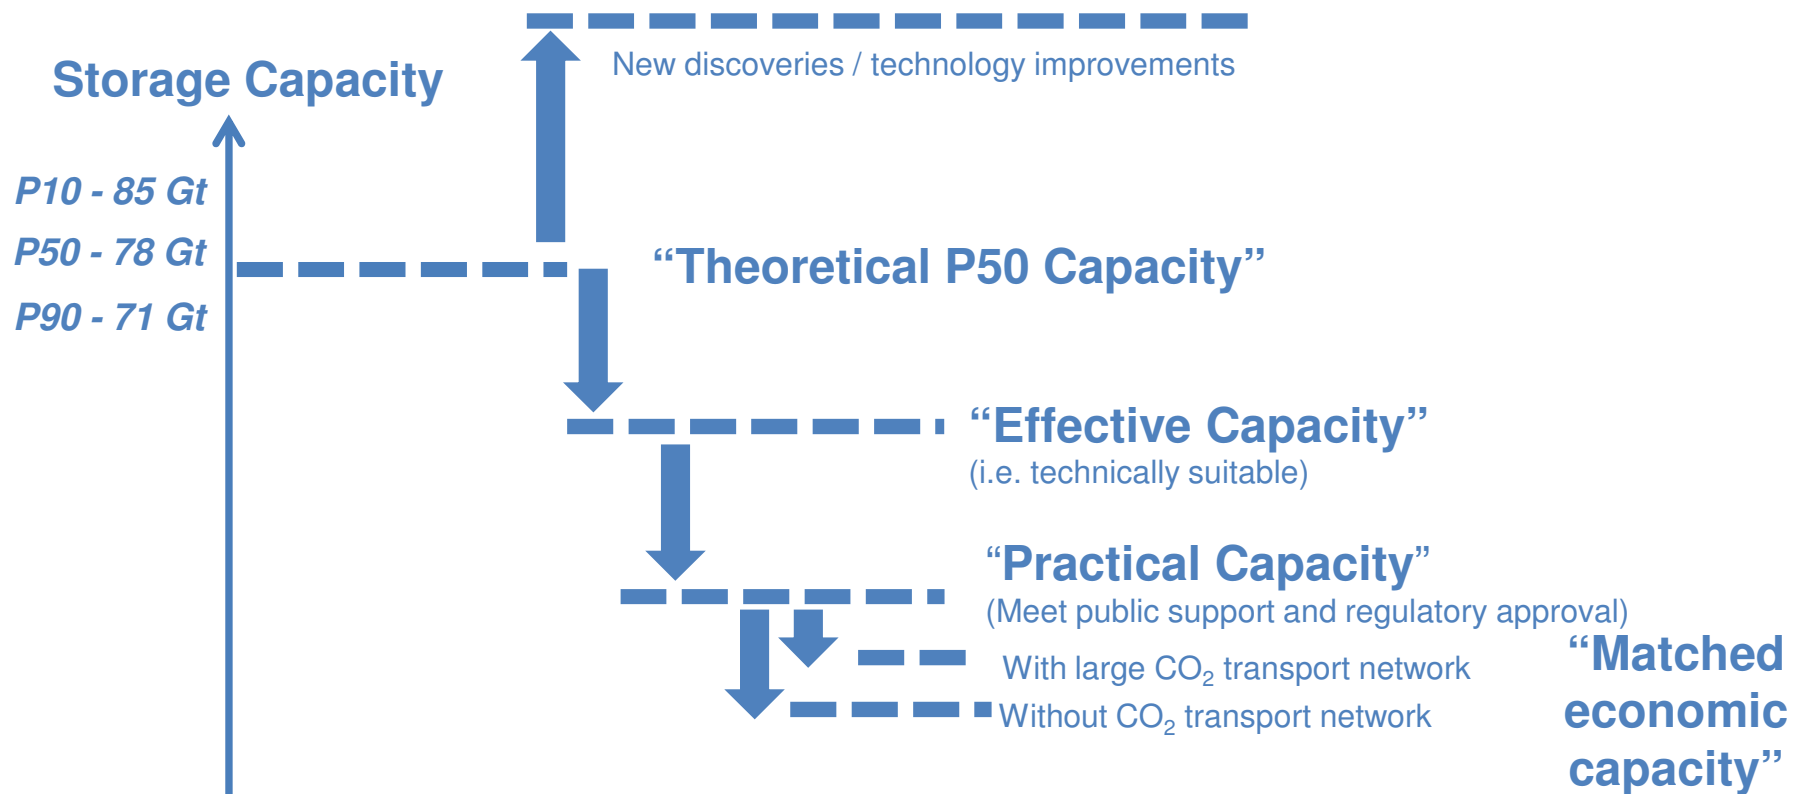 New discoveries / technology improvements
Storage Capacity
P10 - 85 Gt
P50 - 78 Gt
P90 - 71 Gt
“Theoretical P50 Capacity”
“Effective Capacity”
(i.e. technically suitable)
“Practical Capacity”
(Meet public support and regulatory approval)
With large CO₂ transport network
Without CO₂ transport network
“Matched
economic
capacity”